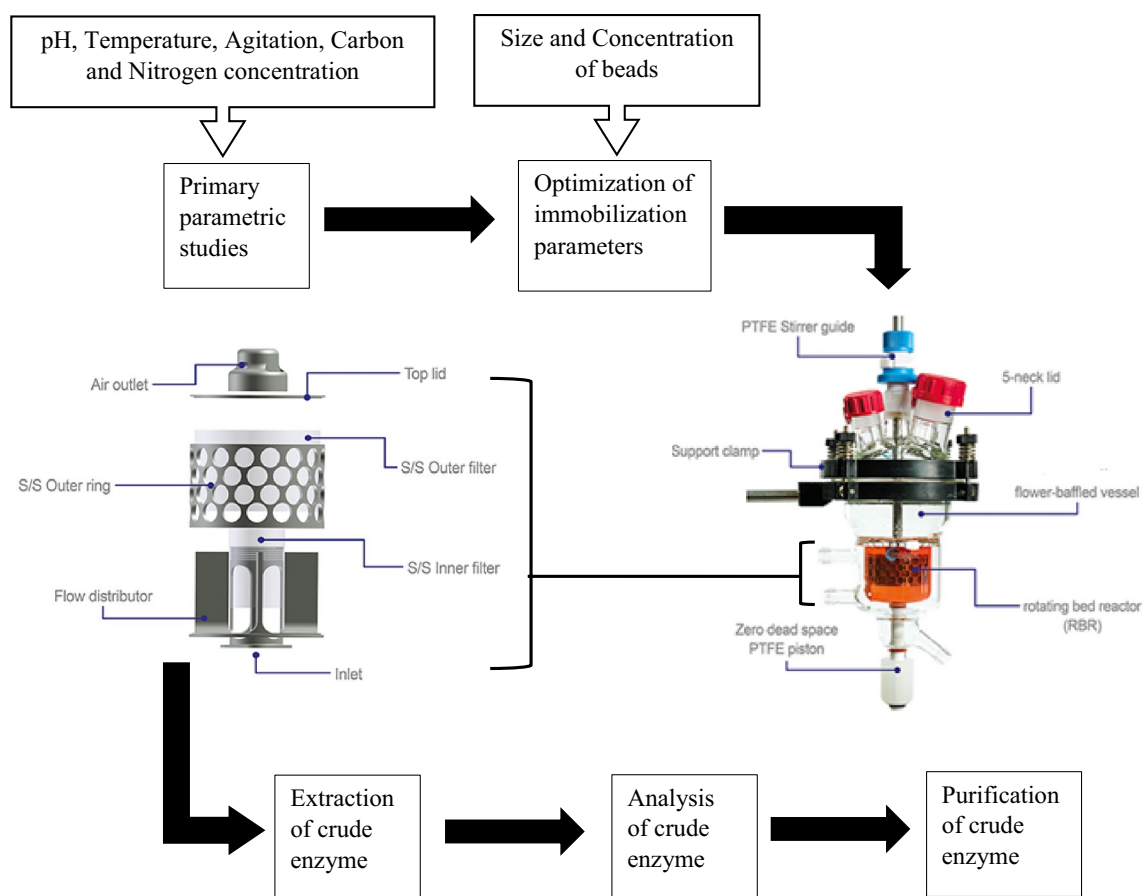 pH, Temperature, Agitation, Carbon
and Nitrogen concentration
Size and Concentration
of beads
Primary
parametric
studies
Optimization of
immobilization
parameters
Air outlet
Top lid
S/S Outer filter
S/S Outer ring
S/S Inner filter
Flow distributor
Inlet
PTFE Stirrer guide
5-neck lid
Support clamp
flower-baffled vessel
rotating bed reactor
(RBR)
Zero dead space
PTFE piston
Extraction
of crude
enzyme
Analysis
of crude
enzyme
Purification
of crude
enzyme